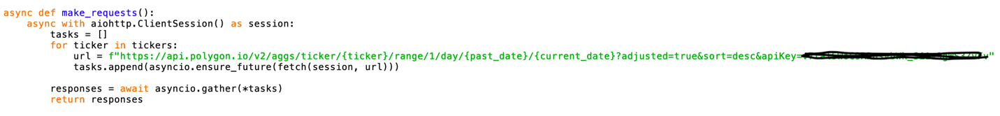 async def make_requests():
    async with aiohttp.ClientSession() as session:
        tasks = []
        for ticker in tickers:
            url = f"https://api.polygon.io/v2/aggs/ticker/{ticker}/range/1/day/{past_date}/{current_date}?adjusted=true&sort=desc&apiKey="
            tasks.append(asyncio.ensure_future(fetch(session, url)))
        responses = await asyncio.gather(*tasks)
        return responses